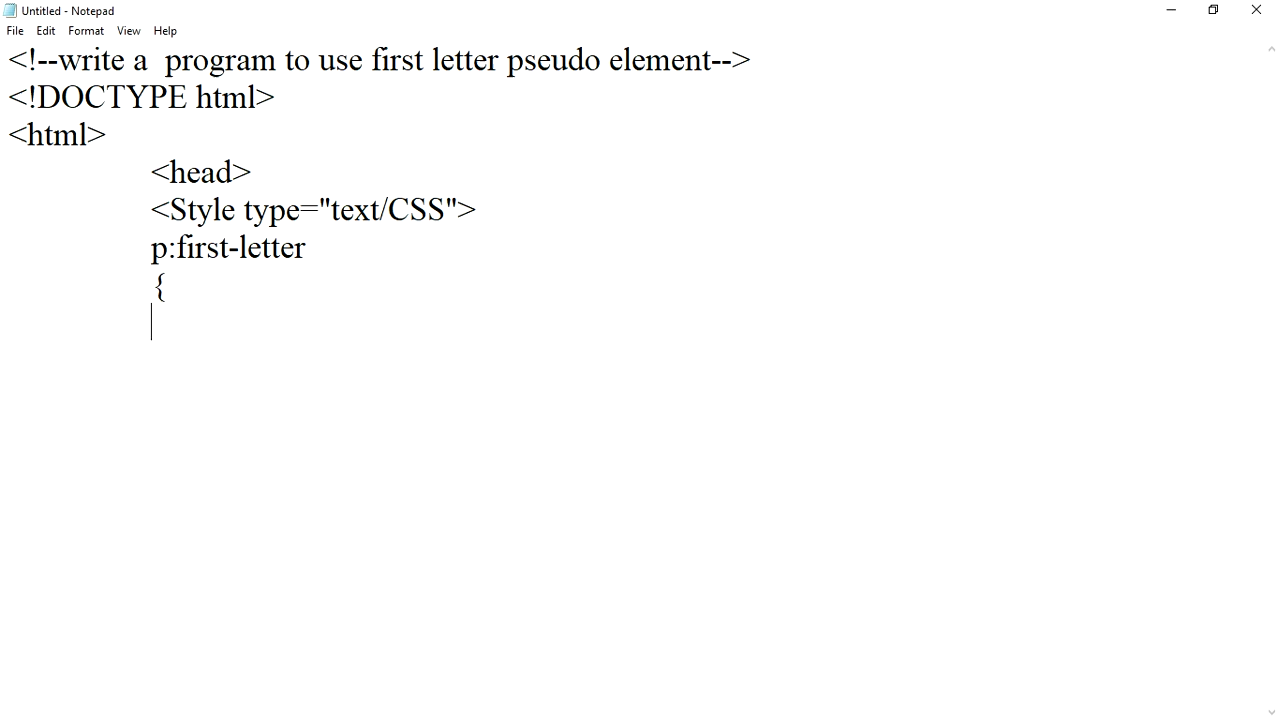 Untitled - Notepad
File Edit Format View Help
<!--write a  program to use first letter pseudo element-->
<!DOCTYPE html>
<html>
<head>
<Style type="text/CSS">
p:first-letter
{